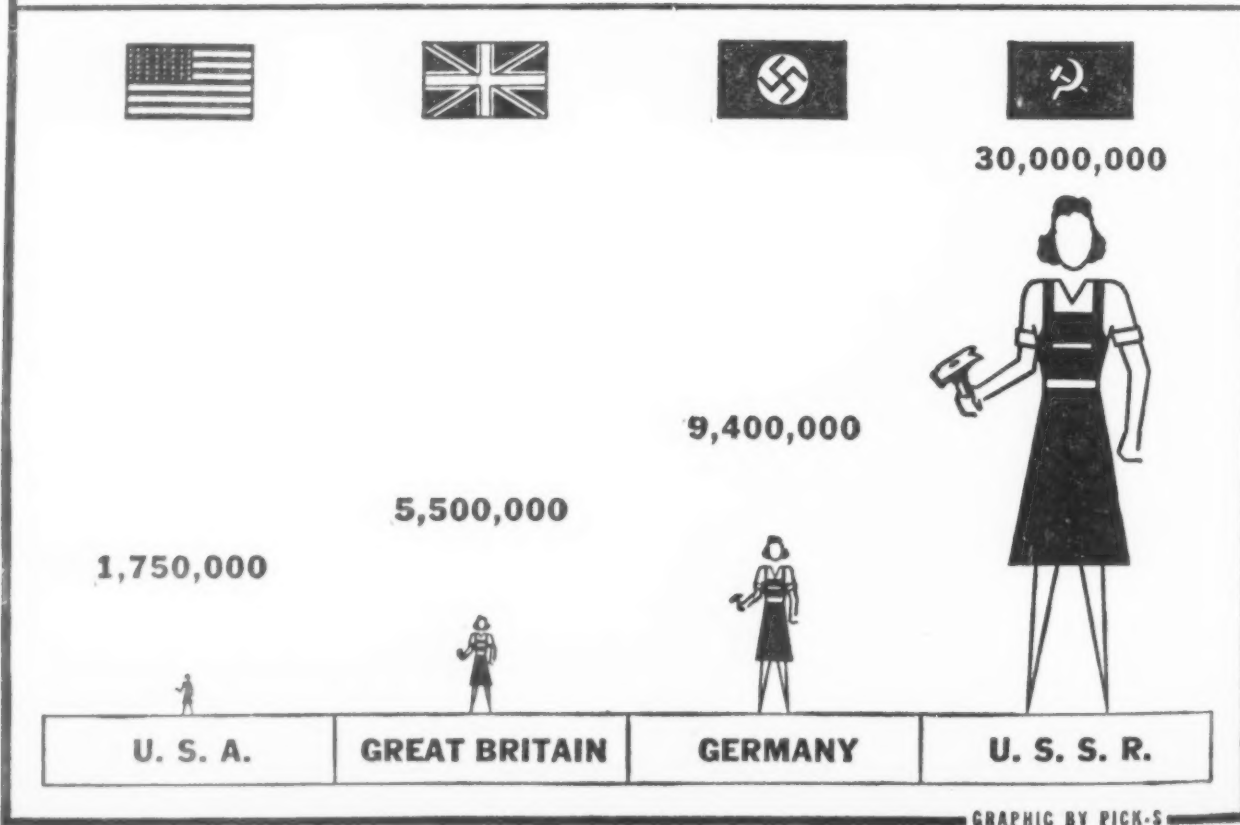 30,000,000
9,400,000
5,500,000
1,750,000
U. S. A.
GREAT BRITAIN
GERMANY
U. S. S. R.
GRAPHIC BY PICK-S